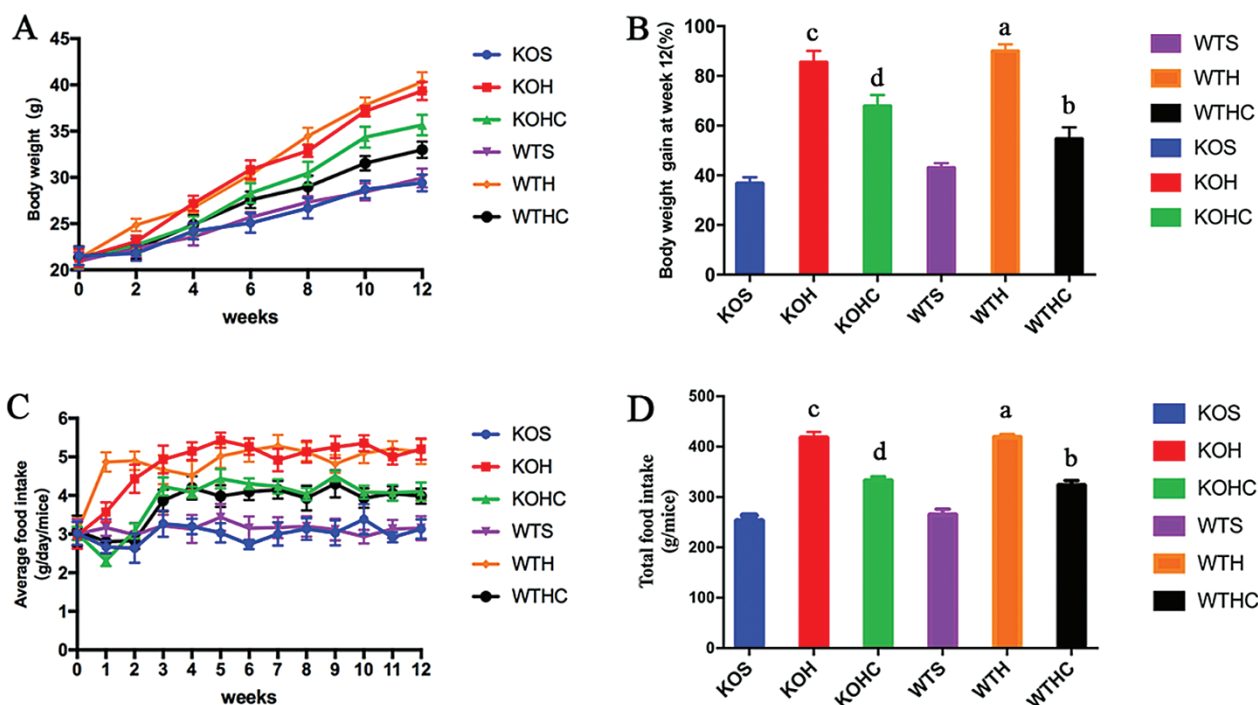 A
Body weight (g)
45
40
35
30
25
20
0
2
4
6
8
10
12
weeks
KOS
KOH
KOHC
WTS
WTH
WTHC
B
Body weight gain at week 12(%)
100
80
60
40
20
0
c
d
a
b
KOS
KOH
KOHC
WTS
WTH
WTHC
WTS
WTH
WTHC
KOS
KOH
KOHC
C
Average food intake
(g/day/mice)
6
5
4
3
2
1
0
0
1
2
3
4
5
6
7
8
9
10
11
12
weeks
KOS
KOH
KOHC
WTS
WTH
WTHC
D
Total food intake
(g/mice)
500
400
300
200
100
0
c
d
a
b
KOS
KOH
KOHC
WTS
WTH
WTHC
KOS
KOH
KOHC
WTS
WTH
WTHC